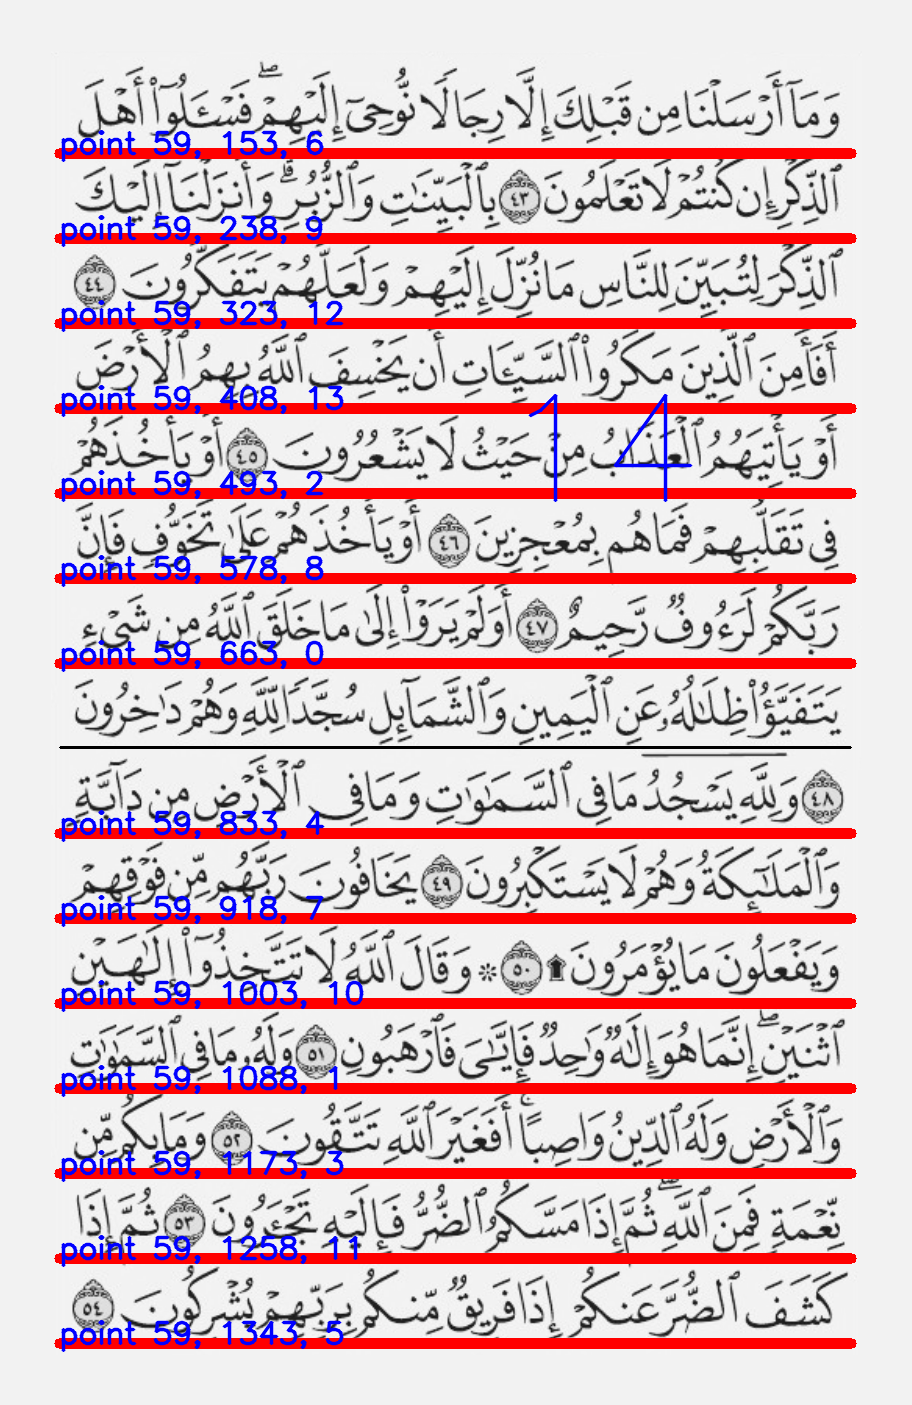 وَمَآ أَرْسَلْنَا مِن قَبْلِكَ إِلَّا رِجَالًا نُّوحِىٓ إِلَيْهِمْ ۖ فَسْـَٔلُوٓا۟ أَهْلَ
point 59, 153, 6
ٱلذِّكْرِ إِن كُنتُمْ لَا تَعْلَمُونَ ٤٣ بِٱلْبَيِّنَـٰتِ وَٱلزُّبُرِ ۗ وَأَنزَلْنَآ إِلَيْكَ
point 59, 238, 9
ٱلذِّكْرَ لِتُبَيِّنَ لِلنَّاسِ مَا نُزِّلَ إِلَيْهِمْ وَلَعَلَّهُمْ يَتَفَكَّرُونَ ٤٤
point 59, 323, 12
أَفَأَمِنَ ٱلَّذِينَ مَكَرُوا۟ ٱلسَّيِّـَٔاتِ أَن يَخْسِفَ ٱللَّهُ بِهِمُ ٱلْأَرْضَ
point 59, 408, 13
14
أَوْ يَأْتِيَهُمُ ٱلْعَذَابُ مِنْ حَيْثُ لَا يَشْعُرُونَ ٤٥ أَوْ يَأْخُذَهُمْ
point 59, 493, 2
فِى تَقَلُّبِهِمْ فَمَا هُم بِمُعْجِزِينَ ٤٦ أَوْ يَأْخُذَهُمْ عَلَىٰ تَخَوُّفٍ فَإِنَّ
point 59, 578, 8
رَبَّكُمْ لَرَءُوفٌ رَّحِيمٌ ٤٧ أَوَلَمْ يَرَوْا۟ إِلَىٰ مَا خَلَقَ ٱللَّهُ مِن شَىْءٍ
point 59, 663, 0
يَتَفَيَّؤُا۟ ظِلَـٰلُهُۥ عَنِ ٱلْيَمِينِ وَٱلشَّمَآئِلِ سُجَّدًا لِّلَّهِ وَهُمْ دَٰخِرُونَ
٤٨ وَلِلَّهِ يَسْجُدُ مَا فِى ٱلسَّمَـٰوَٰتِ وَمَا فِى ٱلْأَرْضِ مِن دَآبَّةٍ
point 59, 833, 4
وَٱلْمَلَـٰٓئِكَةُ وَهُمْ لَا يَسْتَكْبِرُونَ ٤٩ يَخَافُونَ رَبَّهُم مِّن فَوْقِهِمْ
point 59, 918, 7
وَيَفْعَلُونَ مَا يُؤْمَرُونَ ۩ ٥٠ ۞ وَقَالَ ٱللَّهُ لَا تَتَّخِذُوٓا۟ إِلَـٰهَيْنِ
point 59, 1003, 10
ٱثْنَيْنِ ۖ إِنَّمَا هُوَ إِلَـٰهٌ وَٰحِدٌ فَإِيَّـٰىَ فَٱرْهَبُونِ ٥١ وَلَهُۥ مَا فِى ٱلسَّمَـٰوَٰتِ
point 59, 1088, 1
وَٱلْأَرْضِ وَلَهُ ٱلدِّينُ وَاصِبًا ۚ أَفَغَيْرَ ٱللَّهِ تَتَّقُونَ ٥٢ وَمَا بِكُم مِّن
point 59, 1173, 3
نِّعْمَةٍ فَمِنَ ٱللَّهِ ۖ ثُمَّ إِذَا مَسَّكُمُ ٱلضُّرُّ فَإِلَيْهِ تَجْـَٔرُونَ ٥٣ ثُمَّ إِذَا
point 59, 1258, 11
كَشَفَ ٱلضُّرَّ عَنكُمْ إِذَا فَرِيقٌ مِّنكُم بِرَبِّهِمْ يُشْرِكُونَ ٥٤
point 59, 1343, 5